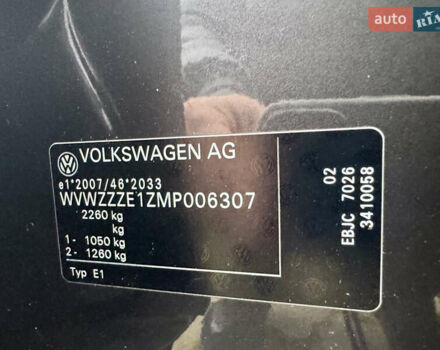 auto RIA
VOLKSWAGEN AG
e1*2007/46*2033
WVWZZZE1ZMP006307
2260 kg
kg
1- 1050 kg
2- 1260 kg
Typ E1
02
EBJC 7026
3410058